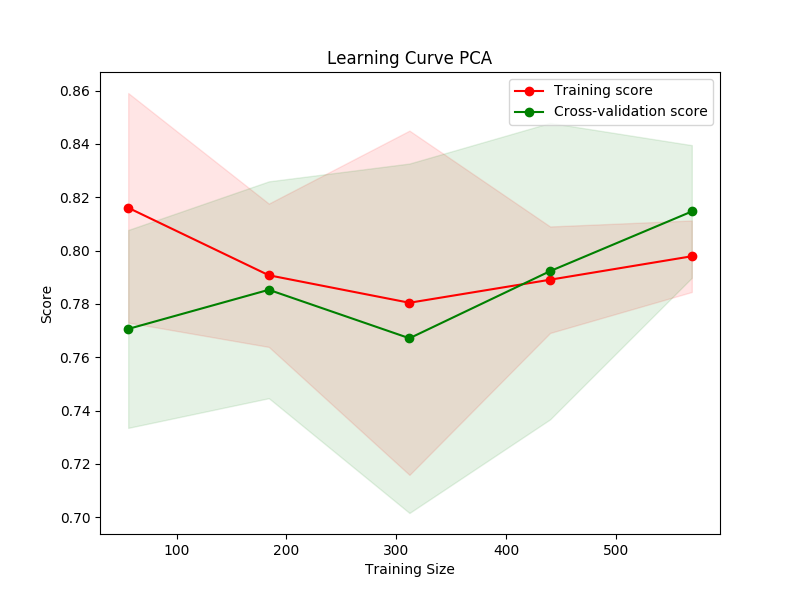 Learning Curve PCA
Training score
Cross-validation score
0.86
0.84
0.82
0.80
0.78
0.76
0.74
0.72
0.70
Score
100
200
300
400
500
Training Size